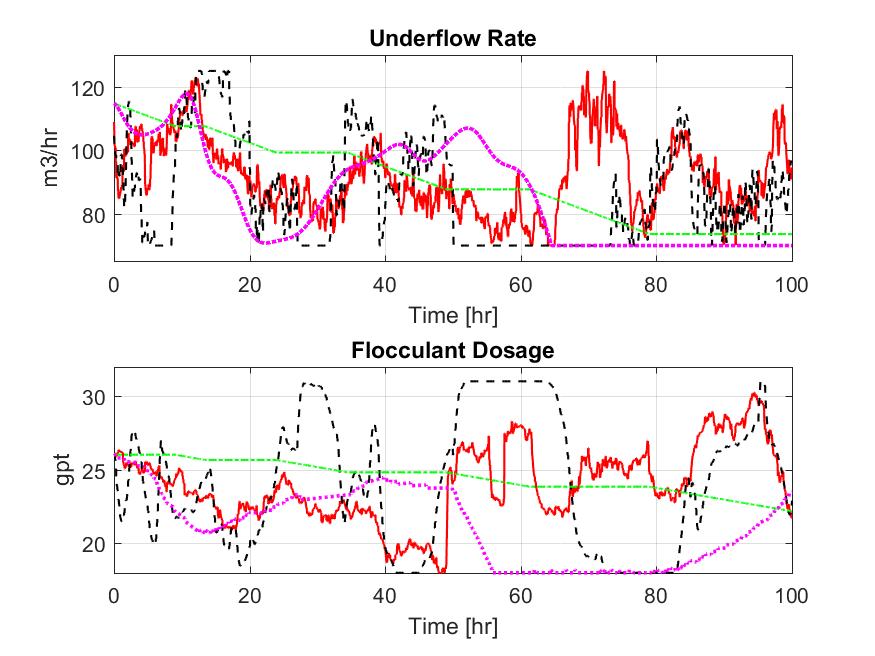 Underflow Rate
120
100
80
m3/hr
0 20 40 60 80 100
Time [hr]
Flocculant Dosage
30
25
20
gpt
0 20 40 60 80 100
Time [hr]